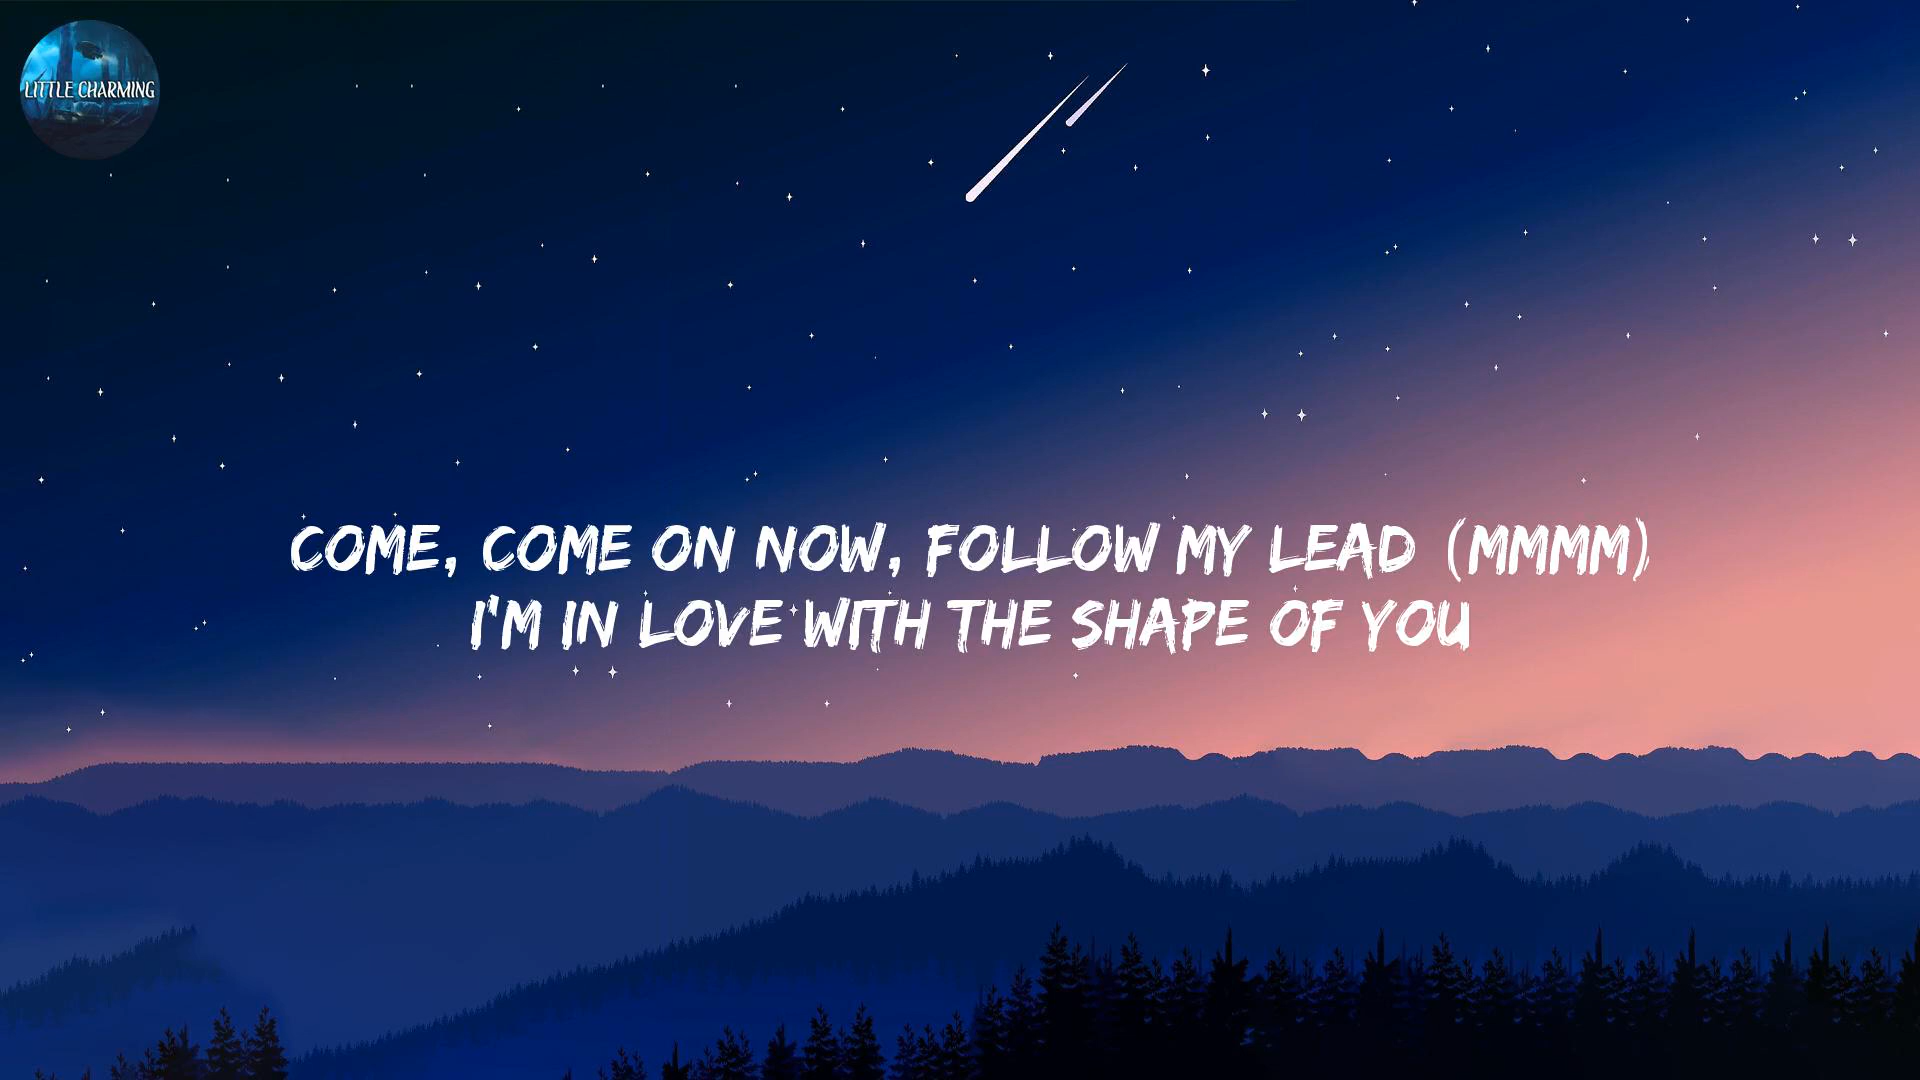 LITTLE CHARMING
COME, COME ON NOW, FOLLOW MY LEAD (MMMM)
I'M IN LOVE WITH THE SHAPE OF YOU